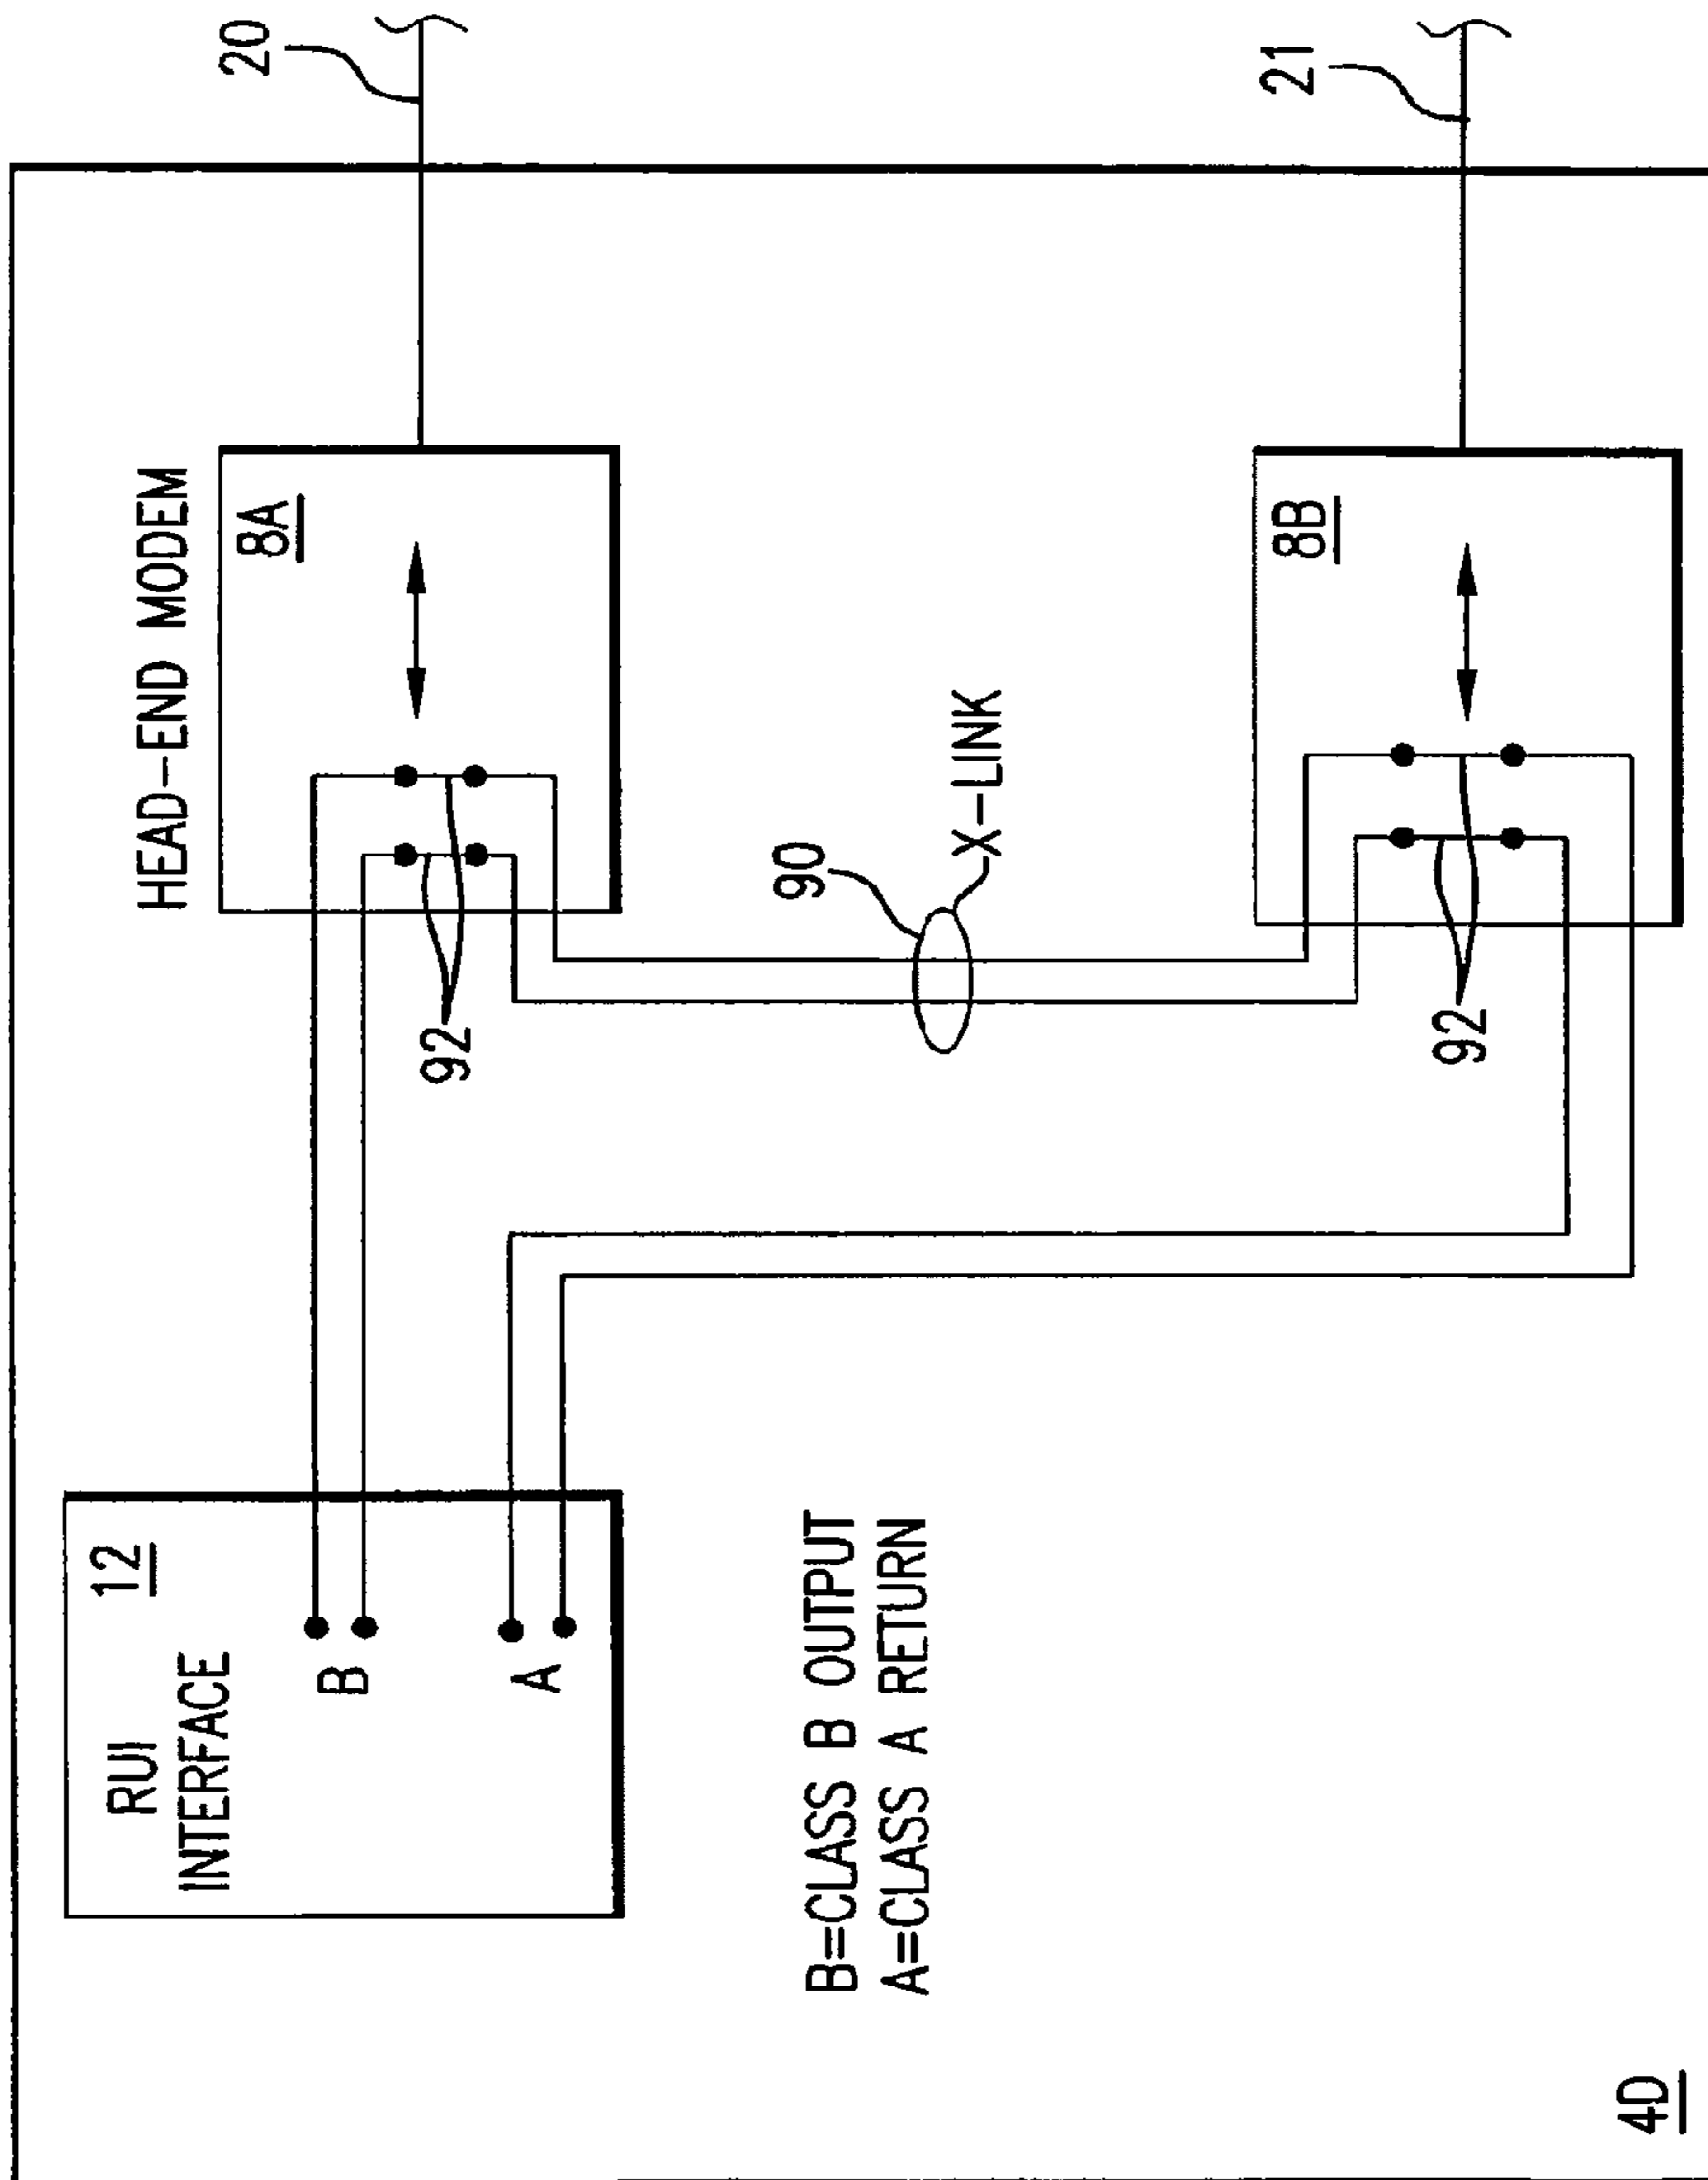 20
HEAD-END MODEM
8A
12
RUI
INTERFACE
B
A
92
90
X-LINK
21
8B
92
B=CLASS B OUTPUT
A=CLASS A RETURN
4D